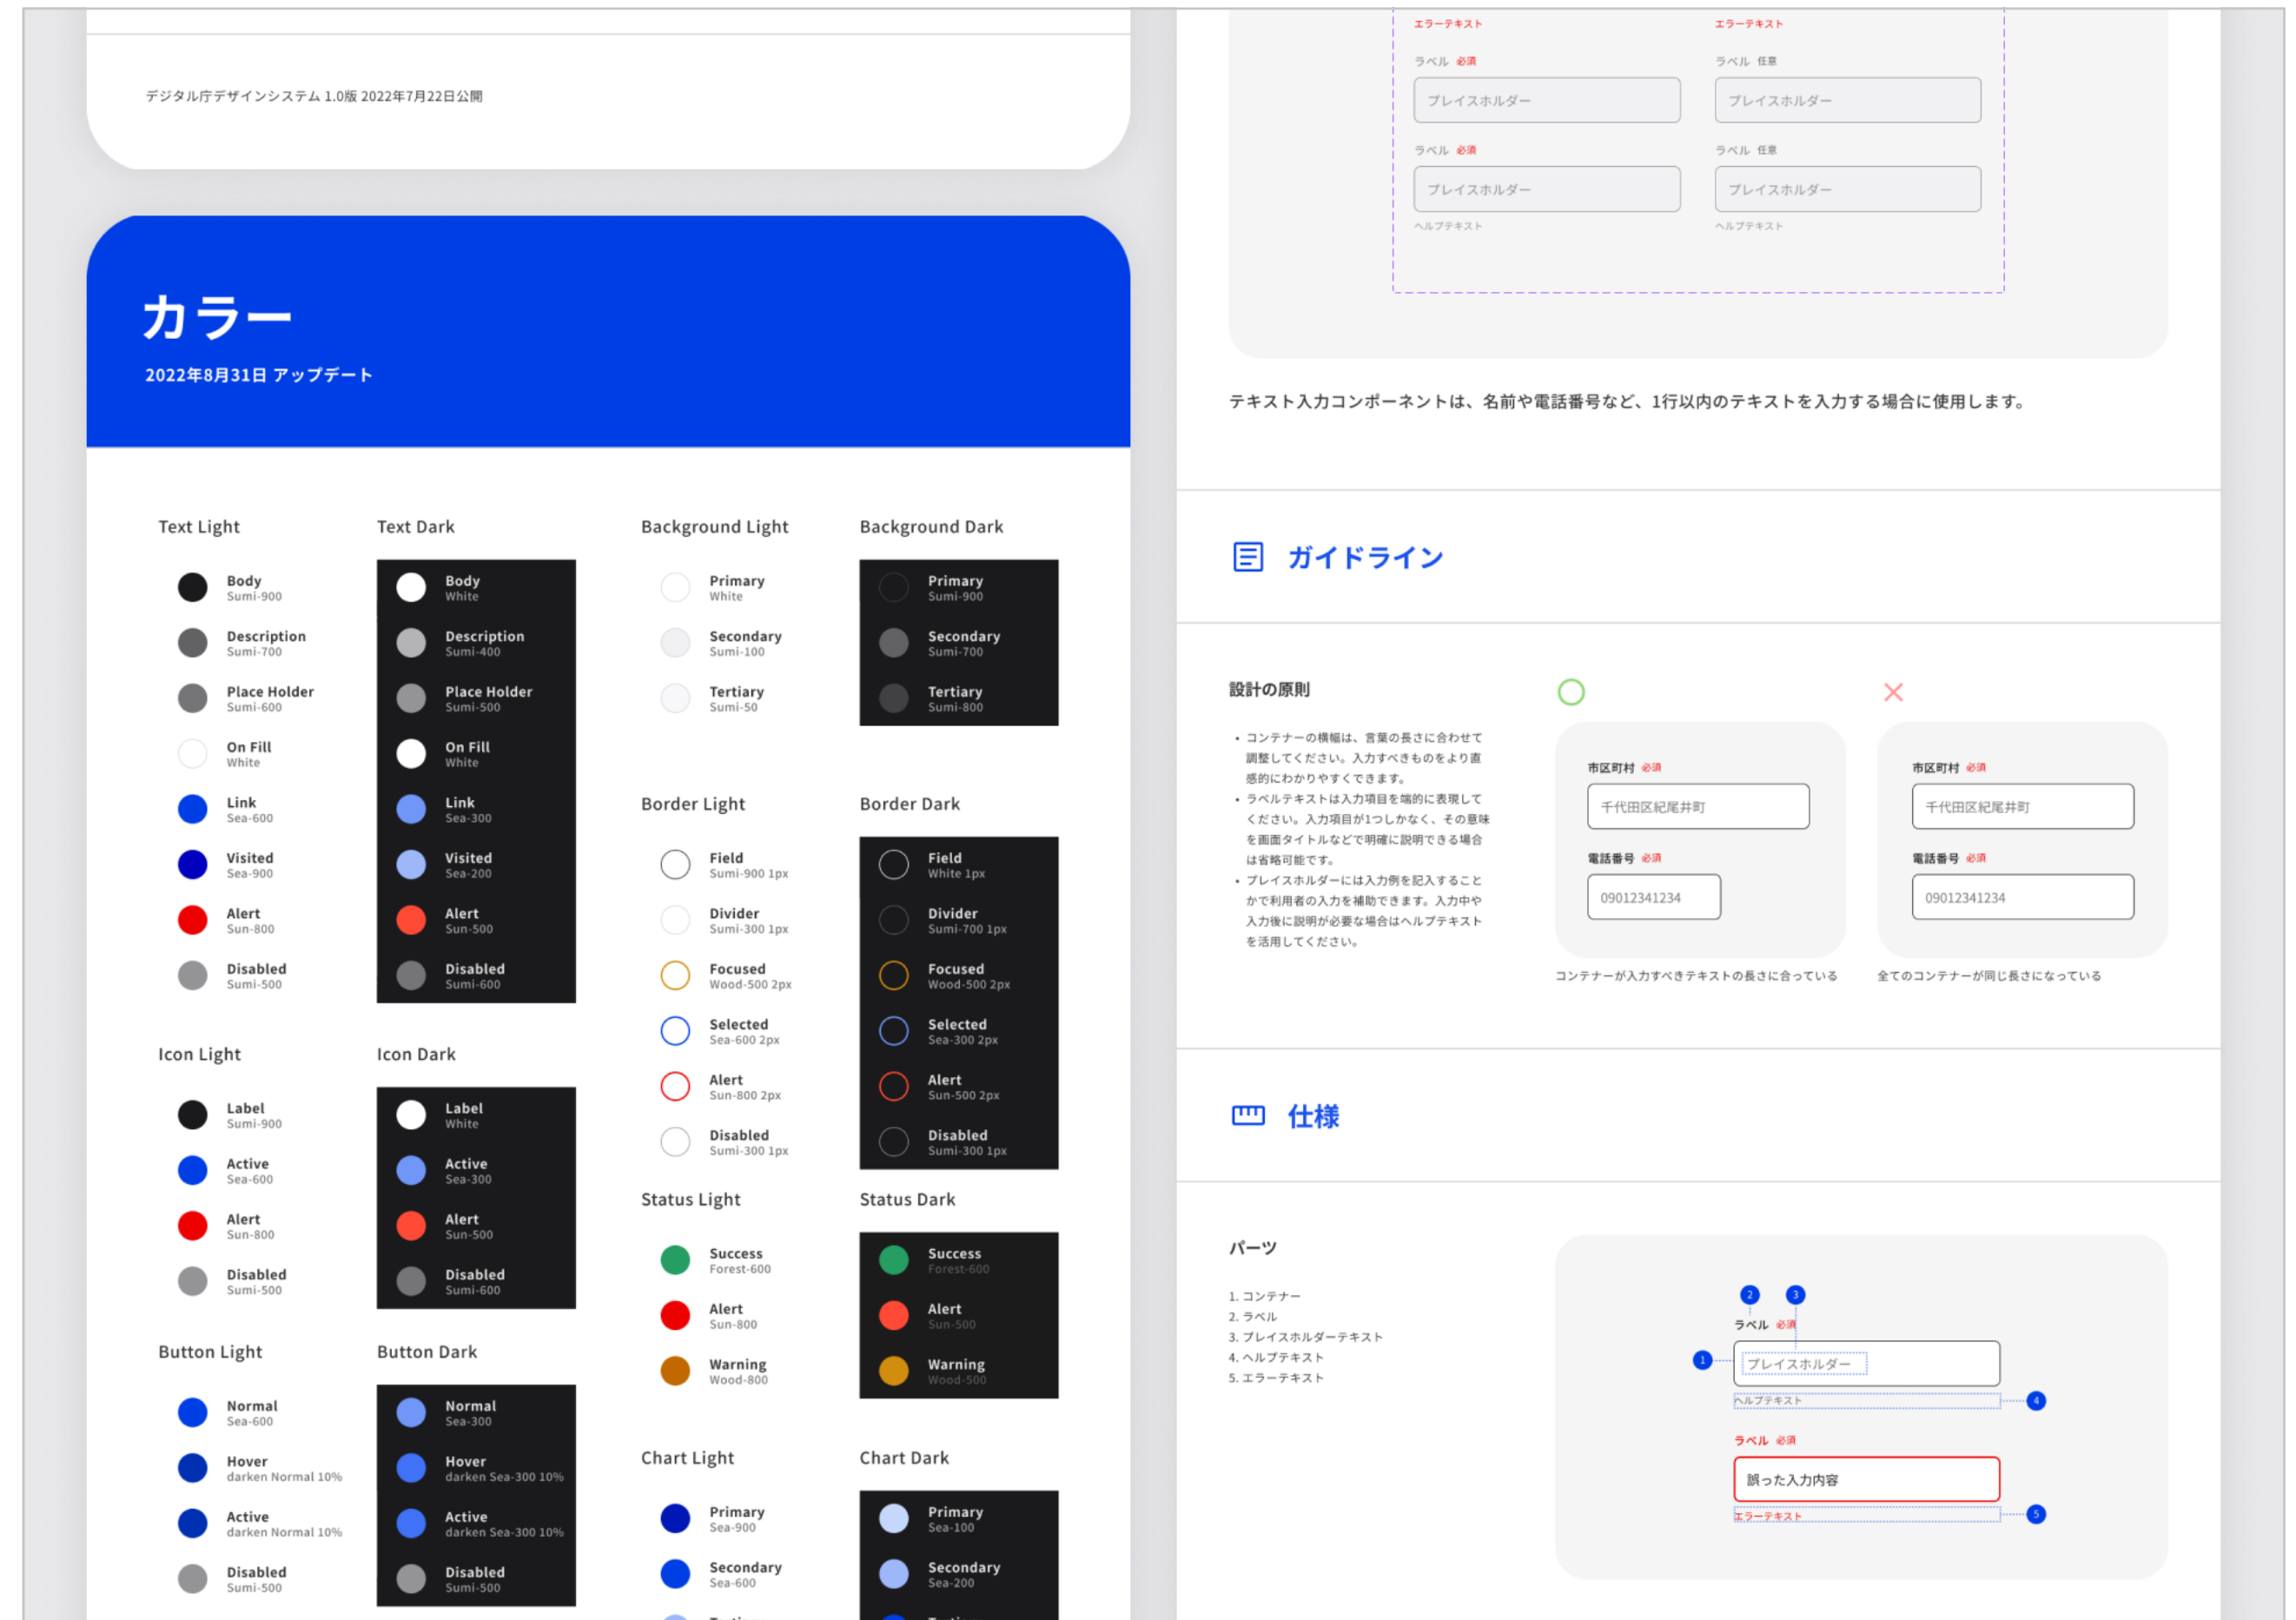 デジタル庁デザインシステム 1.0版 2022年7月22日公開
カラー
2022年8月31日 アップデート
Text Light
Body
Sumi-900
Description
Sumi-700
Place Holder
Sumi-600
On Fill
White
Link
Sea-600
Visited
Sea-900
Alert
Sun-800
Disabled
Sumi-500
Text Dark
Body
White
Description
Sumi-400
Place Holder
Sumi-500
On Fill
White
Link
Sea-300
Visited
Sea-200
Alert
Sun-500
Disabled
Sumi-600
Icon Light
Label
Sumi-900
Active
Sea-600
Alert
Sun-800
Disabled
Sumi-500
Icon Dark
Label
White
Active
Sea-300
Alert
Sun-500
Disabled
Sumi-600
Button Light
Normal
Sea-600
Hover
darken Normal 10%
Active
darken Normal 10%
Disabled
Sumi-500
Button Dark
Normal
Sea-300
Hover
darken Sea-300 10%
Active
darken Sea-300 10%
Disabled
Sumi-500
Background Light
Primary
White
Secondary
Sumi-100
Tertiary
Sumi-50
Background Dark
Primary
Sumi-900
Secondary
Sumi-700
Tertiary
Sumi-800
Border Light
Field
Sumi-900 1px
Divider
Sumi-300 1px
Focused
Wood-500 2px
Selected
Sea-600 2px
Alert
Sun-800 2px
Disabled
Sumi-300 1px
Border Dark
Field
White 1px
Divider
Sumi-700 1px
Focused
Wood-500 2px
Selected
Sea-300 2px
Alert
Sun-500 2px
Disabled
Sumi-300 1px
Status Light
Success
Forest-600
Alert
Sun-800
Warning
Wood-800
Status Dark
Success
Forest-600
Alert
Sun-500
Warning
Wood-500
Chart Light
Primary
Sea-900
Secondary
Sea-600
Chart Dark
Primary
Sea-100
Secondary
Sea-200
エラーテキスト
エラーテキスト
ラベル 必須
ラベル 任意
プレイスホルダー
プレイスホルダー
ラベル 必須
ラベル 任意
プレイスホルダー
プレイスホルダー
ヘルプテキスト
ヘルプテキスト
テキスト入力コンポーネントは、名前や電話番号など、1行以内のテキストを入力する場合に使用します。
ガイドライン
設計の原則
• コンテナーの横幅は、言葉の長さに合わせて
調整してください。入力すべきものをより直
感的にわかりやすくできます。
• ラベルテキストは入力項目を端的に表現して
ください。入力項目が1つしかなく、その意味
を画面タイトルなどで明確に説明できる場合
は省略可能です。
• プレイスホルダーには入力例を記入すること
かで利用者の入力を補助できます。入力中や
入力後に説明が必要な場合はヘルプテキスト
を活用してください。
市区町村 必須
千代田区紀尾井町
電話番号 必須
09012341234
コンテナーが入力すべきテキストの長さに合っている
市区町村 必須
千代田区紀尾井町
電話番号 必須
09012341234
全てのコンテナーが同じ長さになっている
仕様
パーツ
1. コンテナー
2. ラベル
3. プレイスホルダーテキスト
4. ヘルプテキスト
5. エラーテキスト
2
3
ラベル 必須
1
プレイスホルダー
ヘルプテキスト
4
ラベル 必須
誤った入力内容
エラーテキスト
5